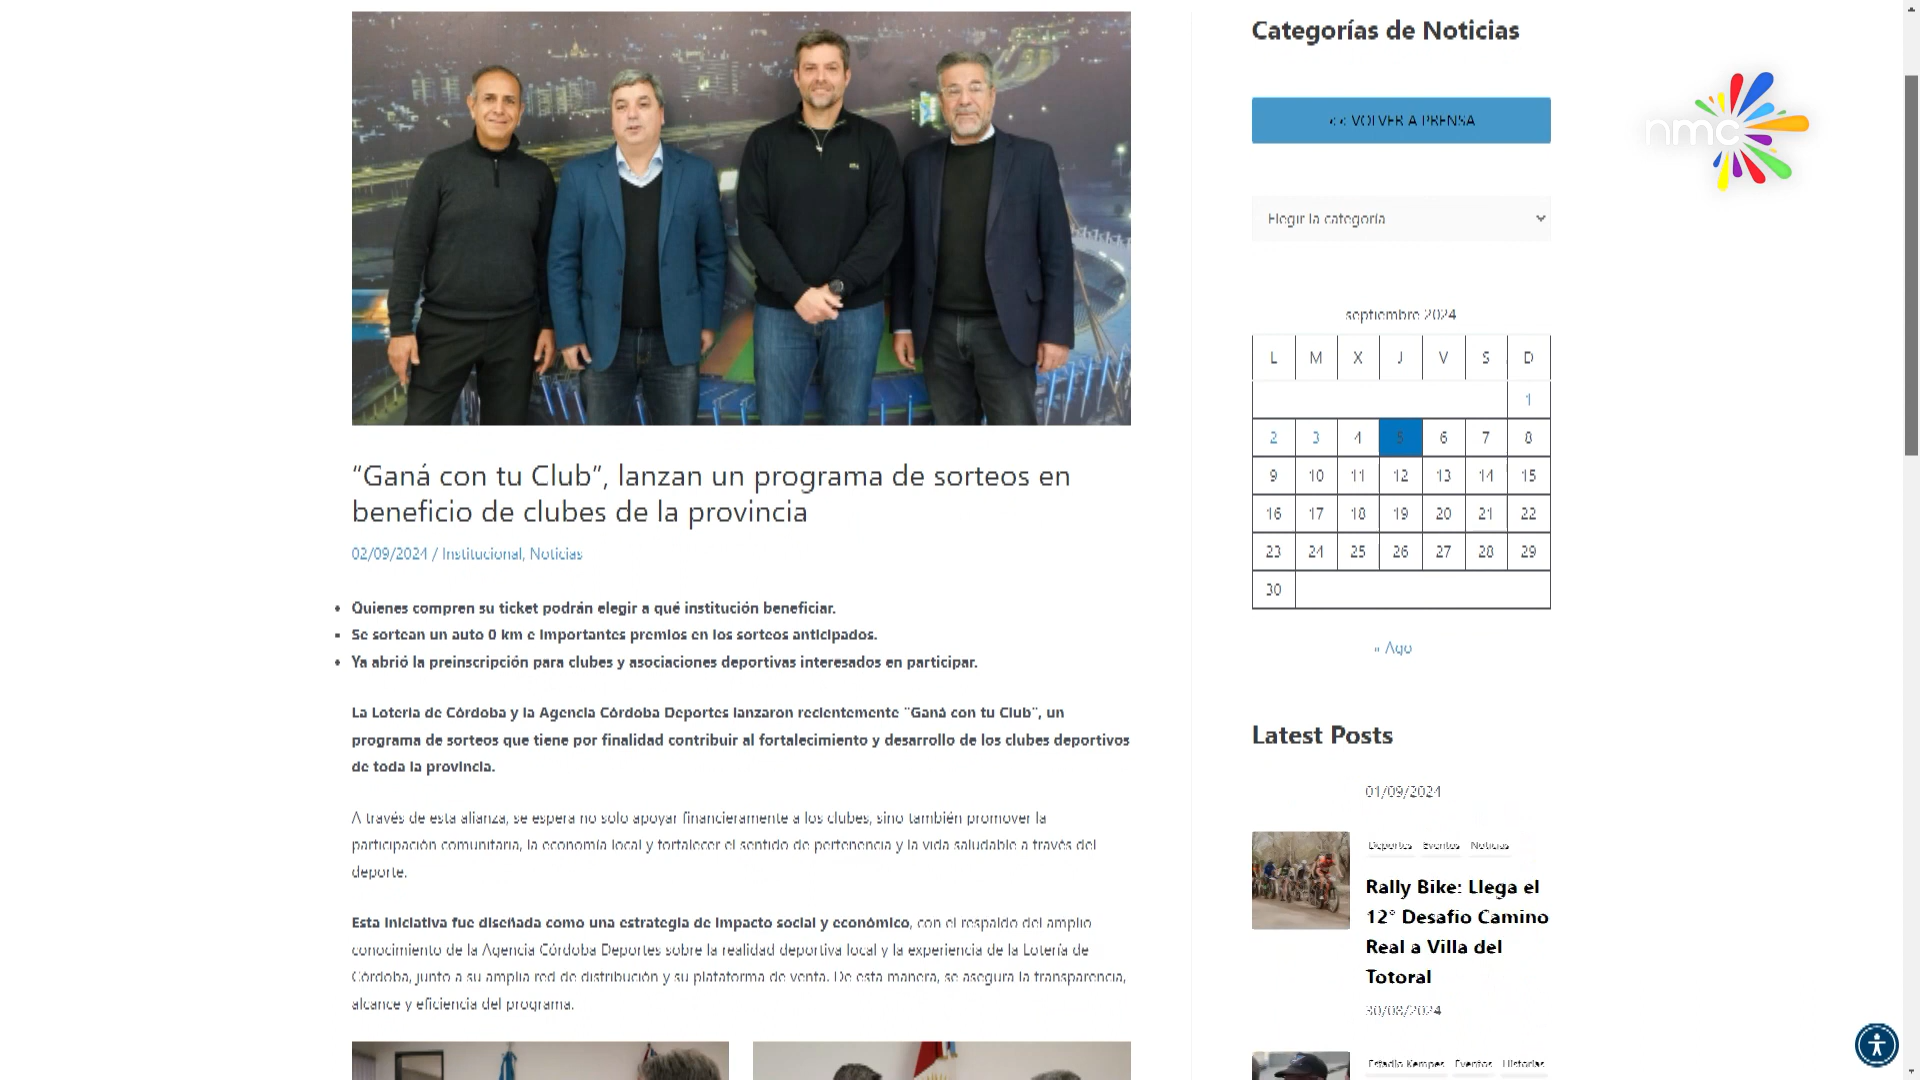 Categorías de Noticias
<< VOLVER A PRENSA
nmc
Elegir la categoría
septiembre 2024
L M X J V S D
1
2 3 4 5 6 7 8
9 10 11 12 13 14 15
16 17 18 19 20 21 22
23 24 25 26 27 28 29
30
« Ago
“Ganá con tu Club”, lanzan un programa de sorteos en
beneficio de clubes de la provincia
02/09/2024 / Institucional, Noticias
• Quienes compren su ticket podrán elegir a qué institución beneficiar.
• Se sortean un auto 0 km e importantes premios en los sorteos anticipados.
• Ya abrió la preinscripción para clubes y asociaciones deportivas interesados en participar.
La Lotería de Córdoba y la Agencia Córdoba Deportes lanzaron recientemente “Ganá con tu Club”, un
programa de sorteos que tiene por finalidad contribuir al fortalecimiento y desarrollo de los clubes deportivos
de toda la provincia.
A través de esta alianza, se espera no solo apoyar financieramente a los clubes, sino también promover la
participación comunitaria, la economía local y fortalecer el sentido de pertenencia y la vida saludable a través del
deporte.
Esta iniciativa fue diseñada como una estrategia de impacto social y económico, con el respaldo del amplio
conocimiento de la Agencia Córdoba Deportes sobre la realidad deportiva local y la experiencia de la Lotería de
Córdoba, junto a su amplia red de distribución y su plataforma de venta. De esta manera, se asegura la transparencia,
alcance y eficiencia del programa.
Latest Posts
01/09/2024
Deportes Eventos Noticias
Rally Bike: Llega el
12° Desafío Camino
Real a Villa del
Totoral
30/08/2024
Estadio Kempes Eventos Historias